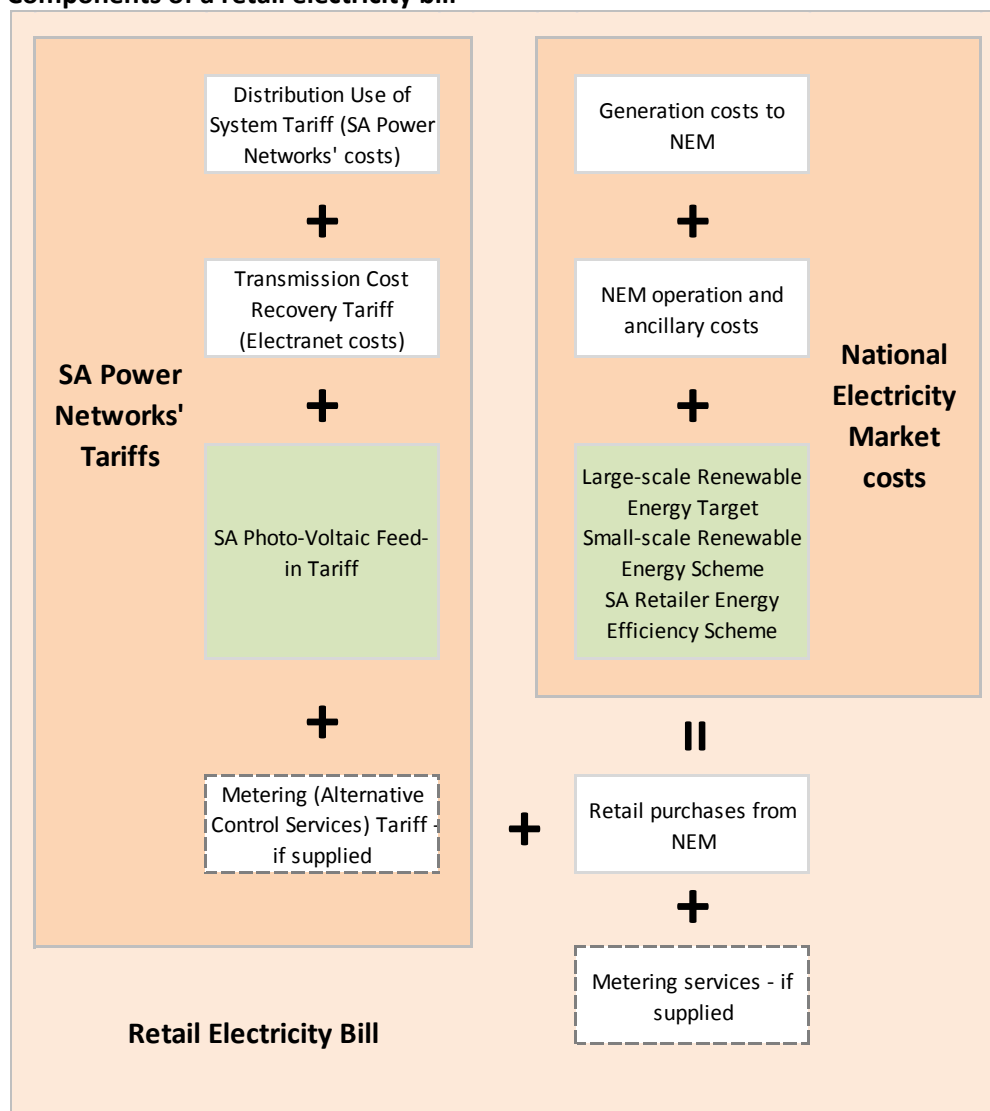 Components of a retail electricity bill
Distribution Use of
System Tariff (SA Power
Networks' costs)
+
Transmission Cost
Recovery Tariff
(Electranet costs)
+
SA Photo-Voltaic Feed-
in Tariff
+
Metering (Alternative
Control Services) Tariff -
if supplied
SA Power
Networks'
Tariffs
Generation costs to
NEM
+
NEM operation and
ancillary costs
+
Large-scale Renewable
Energy Target
Small-scale Renewable
Energy Scheme
SA Retailer Energy
Efficiency Scheme
National
Electricity
Market
costs
=
+
Retail purchases from
NEM
+
Metering services - if
supplied
Retail Electricity Bill